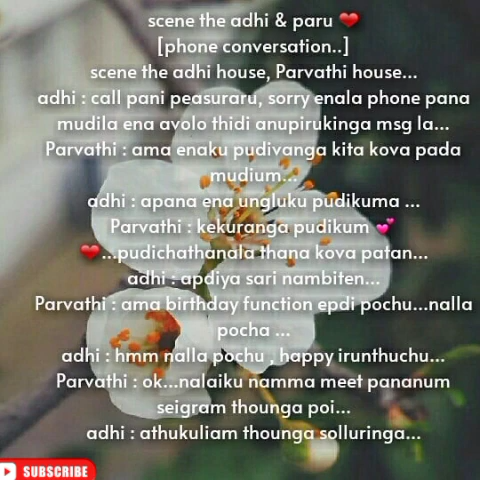 scene the adhi & paru ❤
[phone conversation..]
scene the adhi house, Parvathi house...
adhi : call pani peasuraru, sorry enala phone pana
mudila ena avolo thidi anupirukinga msg la...
Parvathi : ama enaku pudivanga kita kova pada
mudium...
adhi : apana ena ungluku pudikuma ...
Parvathi : kekuranga pudikum 💕
❤...pudichathanala thana kova patan...
adhi : apdiya sari nambiten...
Parvathi : ama birthday function epdi pochu...nalla
pocha ...
adhi : hmm nalla pochu , happy irunthuchu...
Parvathi : ok...nalaiku namma meet pananum
seigram thounga poi...
adhi : athukuliam thounga solluringa...
SUBSCRIBE